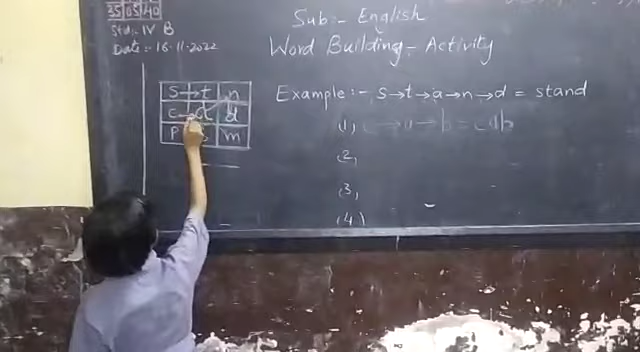 35 05 40
Std:- IV B
Date:- 16-11-2022
Sub:- English
Word Building - Activity
S→t n
c→a d
P m
Example:- s→t→a→n→d = stand
(1) c→a→b = cab
2,
3,
(4.)